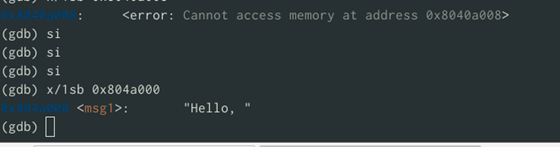 <error: Cannot access memory at address 0x8040a008>
(gdb) si
(gdb) si
(gdb) si
(gdb) x/1sb 0x804a000
0x804a000 <msg1>: "Hello, "
(gdb)